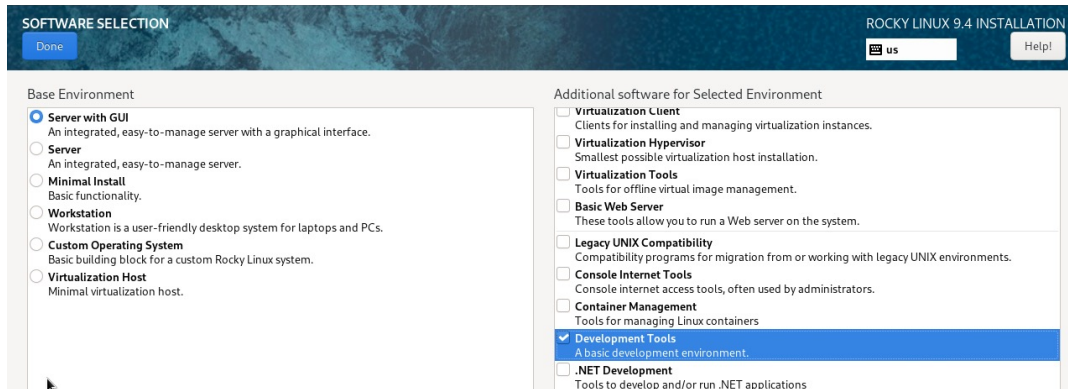 SOFTWARE SELECTION
Done
ROCKY LINUX 9.4 INSTALLATION
us
Help!
Base Environment
Server with GUI
An integrated, easy-to-manage server with a graphical interface.
Server
An integrated, easy-to-manage server.
Minimal Install
Basic functionality.
Workstation
Workstation is a user-friendly desktop system for laptops and PCs.
Custom Operating System
Basic building block for a custom Rocky Linux system.
Virtualization Host
Minimal virtualization host.
Additional software for Selected Environment
Virtualization Client
Clients for installing and managing virtualization instances.
Virtualization Hypervisor
Smallest possible virtualization host installation.
Virtualization Tools
Tools for offline virtual image management.
Basic Web Server
These tools allow you to run a Web server on the system.
Legacy UNIX Compatibility
Compatibility programs for migration from or working with legacy UNIX environments.
Console Internet Tools
Console internet access tools, often used by administrators.
Container Management
Tools for managing Linux containers
Development Tools
A basic development environment.
.NET Development
Tools to develop and/or run .NET applications